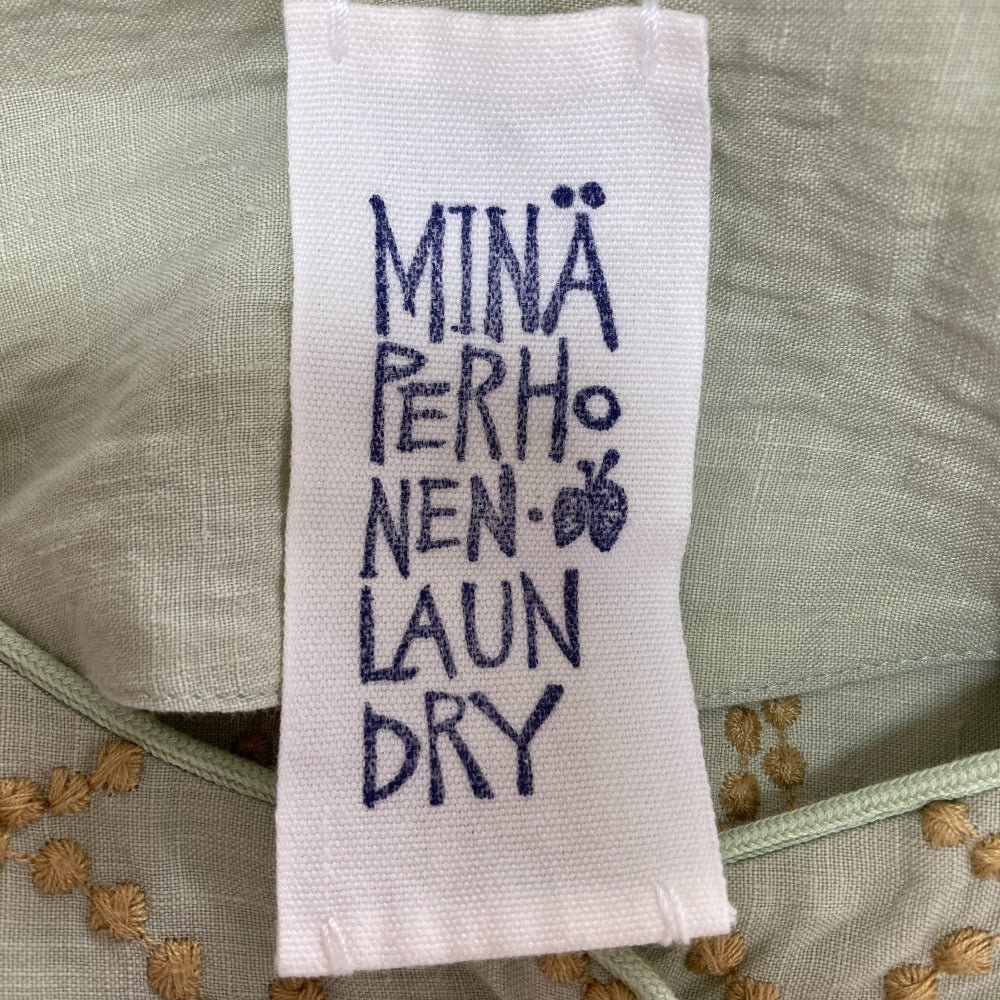 MINÄ
PERHO
NEN·
LAUN
DRY